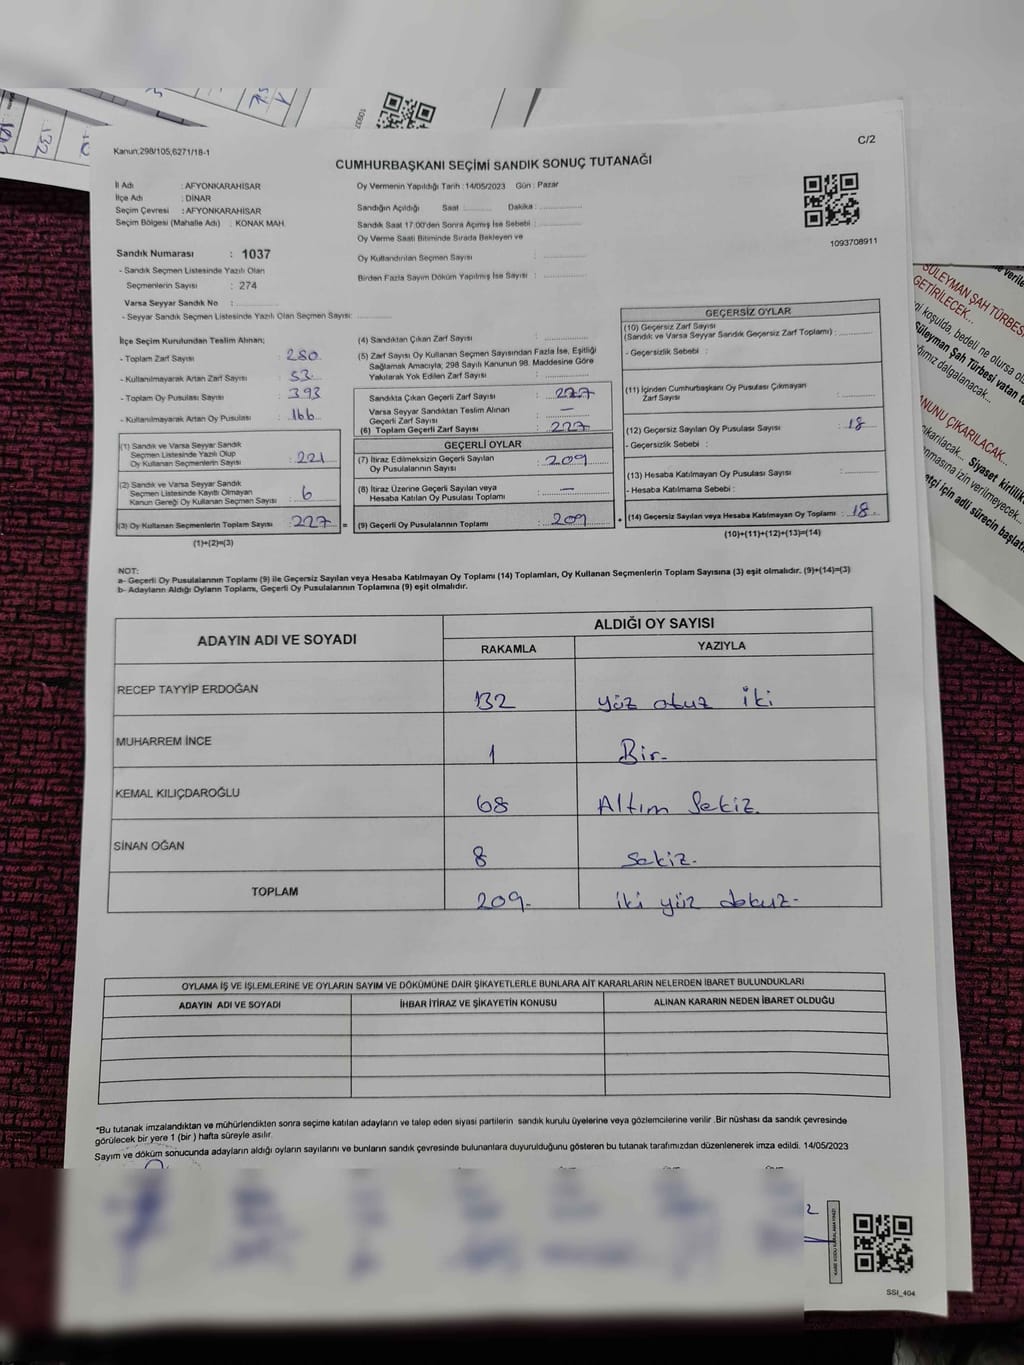 C/2
Kanun;298/105;6271/18-1
CUMHURBAŞKANI SEÇİMİ SANDIK SONUÇ TUTANAĞI
İl Adı : AFYONKARAHİSAR
İlçe Adı : DİNAR
Seçim Çevresi : AFYONKARAHİSAR
Seçim Bölgesi (Mahalle Adı) : KONAK MAH.
Oy Vermenin Yapıldığı Tarih : 14/05/2023 Gün : Pazar
Sandığın Açıldığı Saat : Dakika :
Sandık Saat 17:00'den Sonra Açımış İse Sebebi :
Oy Verme Saati Bitiminde Sırada Bekleyen ve
Oy Kullandırılan Seçmen Sayısı :
Birden Fazla Sayım Döküm Yapılmış İse Sayısı :
1093708911
Sandık Numarası : 1037
- Sandık Seçmen Listesinde Yazılı Olan
Seçmenlerin Sayısı : 274
Varsa Seyyar Sandık No :
- Seyyar Sandık Seçmen Listesinde Yazılı Olan Seçmen Sayısı:
İlçe Seçim Kurulundan Teslim Alınan;
- Toplam Zarf Sayısı : 280
- Kullanılmayarak Artan Zarf Sayısı : 53
- Toplam Oy Pusulası Sayısı : 393
- Kullanılmayarak Artan Oy Pusulası : 166
(1) Sandık ve Varsa Seyyar Sandık
Seçmen Listesinde Yazılı Olup
Oy Kullanan Seçmenlerin Sayısı : 221
(2) Sandık ve Varsa Seyyar Sandık
Seçmen Listesinde Kayıtlı Olmayan
Kanun Gereği Oy Kullanan Seçmen Sayısı : 6
(3) Oy Kullanan Seçmenlerin Toplam Sayısı : 227 =
(1)+(2)=(3)
(4) Sandıktan Çıkan Zarf Sayısı :
(5) Zarf Sayısı Oy Kullanan Seçmen Sayısından Fazla İse, Eşitliği
Sağlamak Amacıyla; 298 Sayılı Kanunun 98. Maddesine Göre
Yakılarak Yok Edilen Zarf Sayısı :
Sandıkta Çıkan Geçerli Zarf Sayısı : 227
Varsa Seyyar Sandıktan Teslim Alınan
Geçerli Zarf Sayısı : —
(6) Toplam Geçerli Zarf Sayısı : 227
GEÇERLİ OYLAR
(7) İtiraz Edilmeksizin Geçerli Sayılan
Oy Pusulalarının Sayısı : 209
(8) İtiraz Üzerine Geçerli Sayılan veya
Hesaba Katılan Oy Pusulası Toplamı : —
(9) Geçerli Oy Pusulalarının Toplamı : 209 +
GEÇERSİZ OYLAR
(10) Geçersiz Zarf Sayısı
(Sandık ve Varsa Seyyar Sandık Geçersiz Zarf Toplamı) :
- Geçersizlik Sebebi :
(11) İçinden Cumhurbaşkanı Oy Pusulası Çıkmayan
Zarf Sayısı :
(12) Geçersiz Sayılan Oy Pusulası Sayısı : 18
- Geçersizlik Sebebi :
(13) Hesaba Katılmayan Oy Pusulası Sayısı :
- Hesaba Katılmama Sebebi :
(14) Geçersiz Sayılan veya Hesaba Katılmayan Oy Toplamı : 18
(10)+(11)+(12)+(13)=(14)
NOT:
a- Geçerli Oy Pusulalarının Toplamı (9) ile Geçersiz Sayılan veya Hesaba Katılmayan Oy Toplamı (14) Toplamları, Oy Kullanan Seçmenlerin Toplam Sayısına (3) eşit olmalıdır. (9)+(14)=(3)
b- Adayların Aldığı Oyların Toplamı, Geçerli Oy Pusulalarının Toplamına (9) eşit olmalıdır.
ADAYIN ADI VE SOYADI
ALDIĞI OY SAYISI
RAKAMLA YAZIYLA
RECEP TAYYİP ERDOĞAN 132 yüz otuz iki
MUHARREM İNCE 1 Bir.
KEMAL KILIÇDAROĞLU 68 Altım Sekiz.
SİNAN OĞAN 8 Sekiz.
TOPLAM 209. iki yüz dokuz.
OYLAMA İŞ VE İŞLEMLERİNE VE OYLARIN SAYIM VE DÖKÜMÜNE DAİR ŞİKAYETLERLE BUNLARA AİT KARARLARIN NELERDEN İBARET BULUNDUKLARI
ADAYIN ADI VE SOYADI İHBAR İTİRAZ VE ŞİKAYETİN KONUSU ALINAN KARARIN NEDEN İBARET OLDUĞU
*Bu tutanak imzalandıktan ve mühürlendikten sonra seçime katılan adayların ve talep eden siyasi partilerin sandık kurulu üyelerine veya gözlemcilerine verilir .Bir nüshası da sandık çevresinde
görülecek bir yere 1 (bir ) hafta süreyle asılır.
Sayım ve döküm sonucunda adayların aldığı oyların sayılarını ve bunların sandık çevresinde bulunanlara duyurulduğunu gösteren bu tutanak tarafımızdan düzenlenerek imza edildi. 14/05/2023
SSI_404
SÜLEYMAN ŞAH TÜRBES
GETİRİLECEK...
Süleyman Şah Türbesi vatan
dalgalanacak...
ÇIKARILACAK...
Siyaset kirlilik
izin verilmeyecek...
için adli sürecin başlat
132